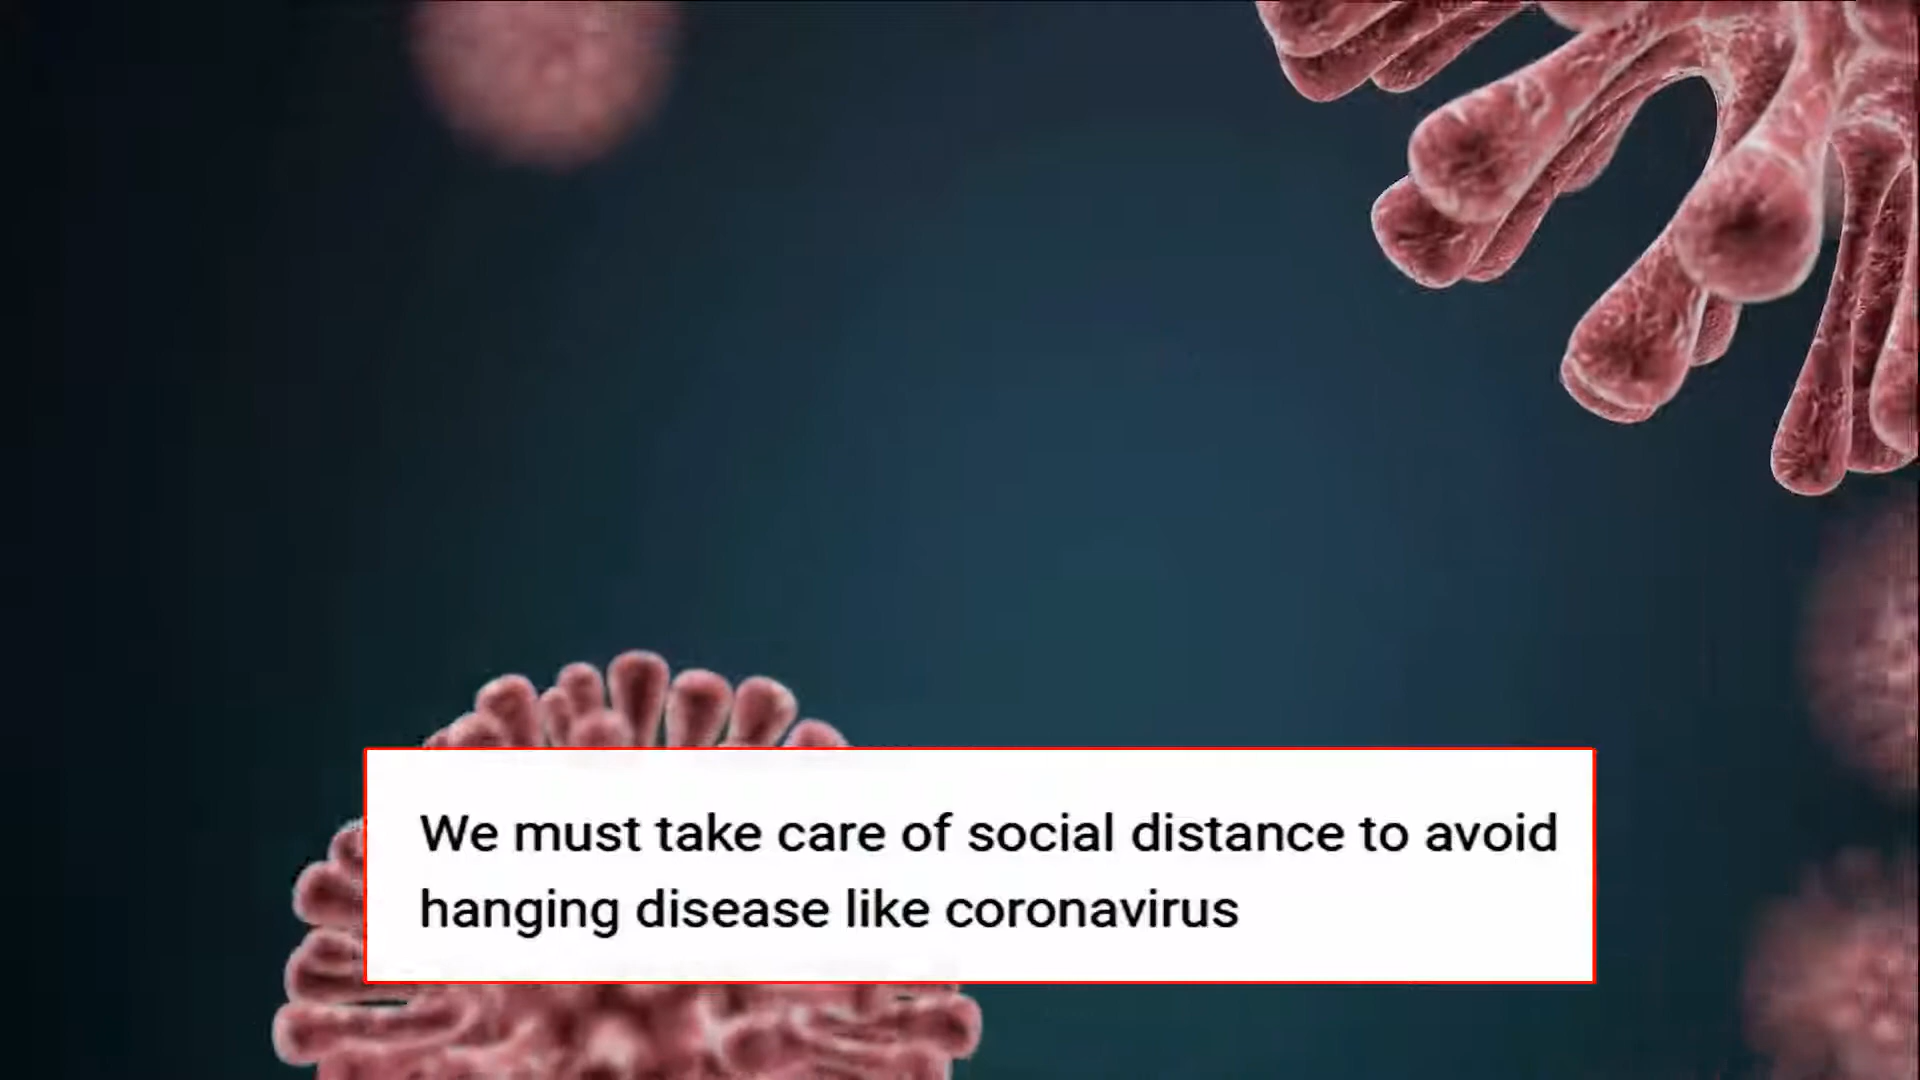 We must take care of social distance to avoid
hanging disease like coronavirus